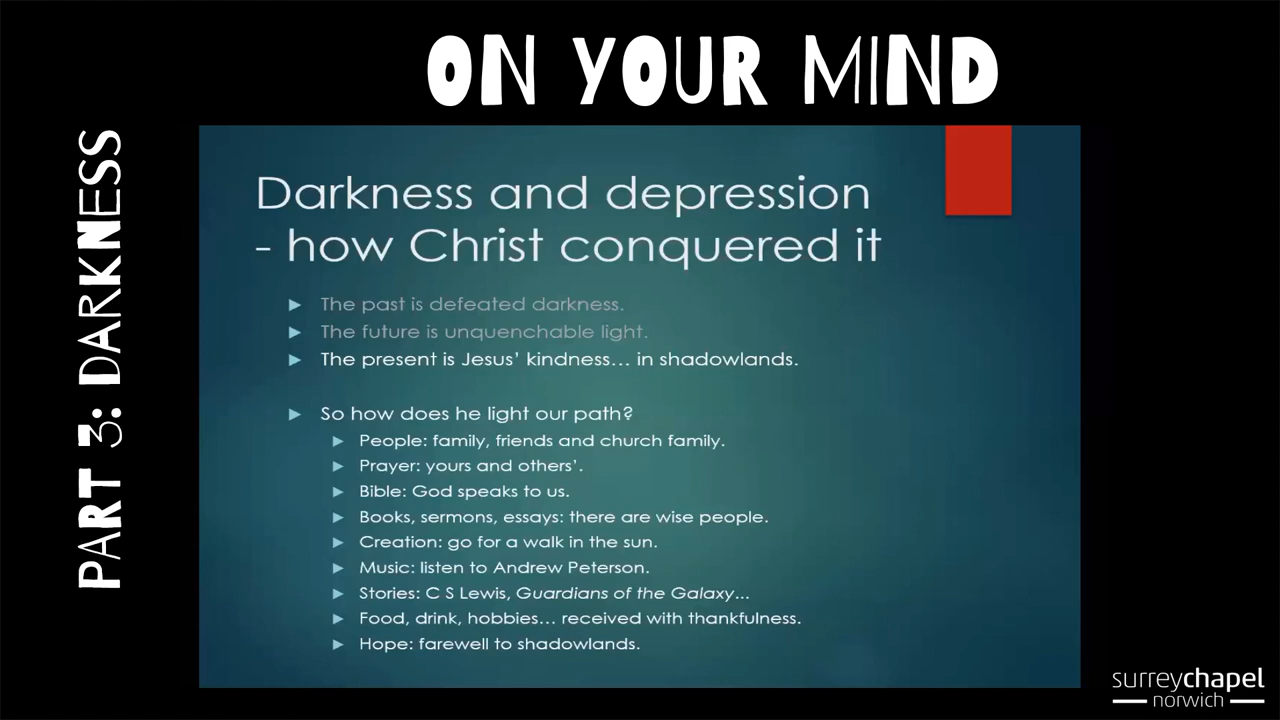 ON YOUR MIND
PART 3: DARKNESS
Darkness and depression
- how Christ conquered it
The past is defeated darkness.
The future is unquenchable light.
The present is Jesus’ kindness... in shadowlands.
So how does he light our path?
People: family, friends and church family.
Prayer: yours and others’.
Bible: God speaks to us.
Books, sermons, essays: there are wise people.
Creation: go for a walk in the sun.
Music: listen to Andrew Peterson.
Stories: C S Lewis, Guardians of the Galaxy...
Food, drink, hobbies... received with thankfulness.
Hope: farewell to shadowlands.
surreychapel
norwich